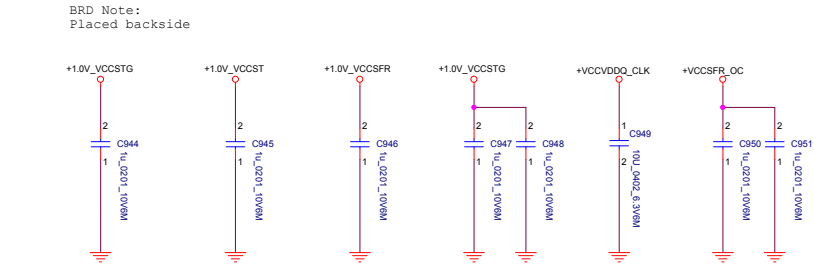 BRD Note:
Placed backside
+1.0V_VCCSTG
+1.0V_VCCST
+1.0V_VCCSFR
+1.0V_VCCSTG
+VCCVDDQ_CLK
+VCCSFR_OC
2
C944
1
1u_0201_10V6M
2
C945
1
1u_0201_10V6M
2
C946
1
1u_0201_10V6M
2
C947
1
1u_0201_10V6M
2
C948
1
1u_0201_10V6M
1
C949
2
10U_0402_6.3V6M
2
C950
1
1u_0201_10V6M
2
C951
1
1u_0201_10V6M